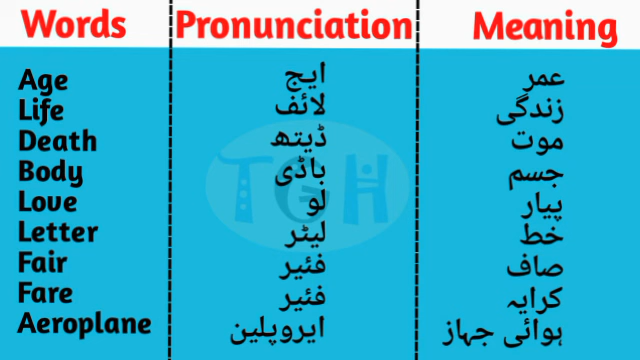 Words Pronunciation Meaning
Age ایج عمر
Life لائف زندگی
Death ڈیتھ موت
Body باڈی جسم
Love لو پیار
Letter لیٹر خط
Fair فئیر صاف
Fare فئیر کرایہ
Aeroplane ایروپلین ہوائی جہاز
TGH